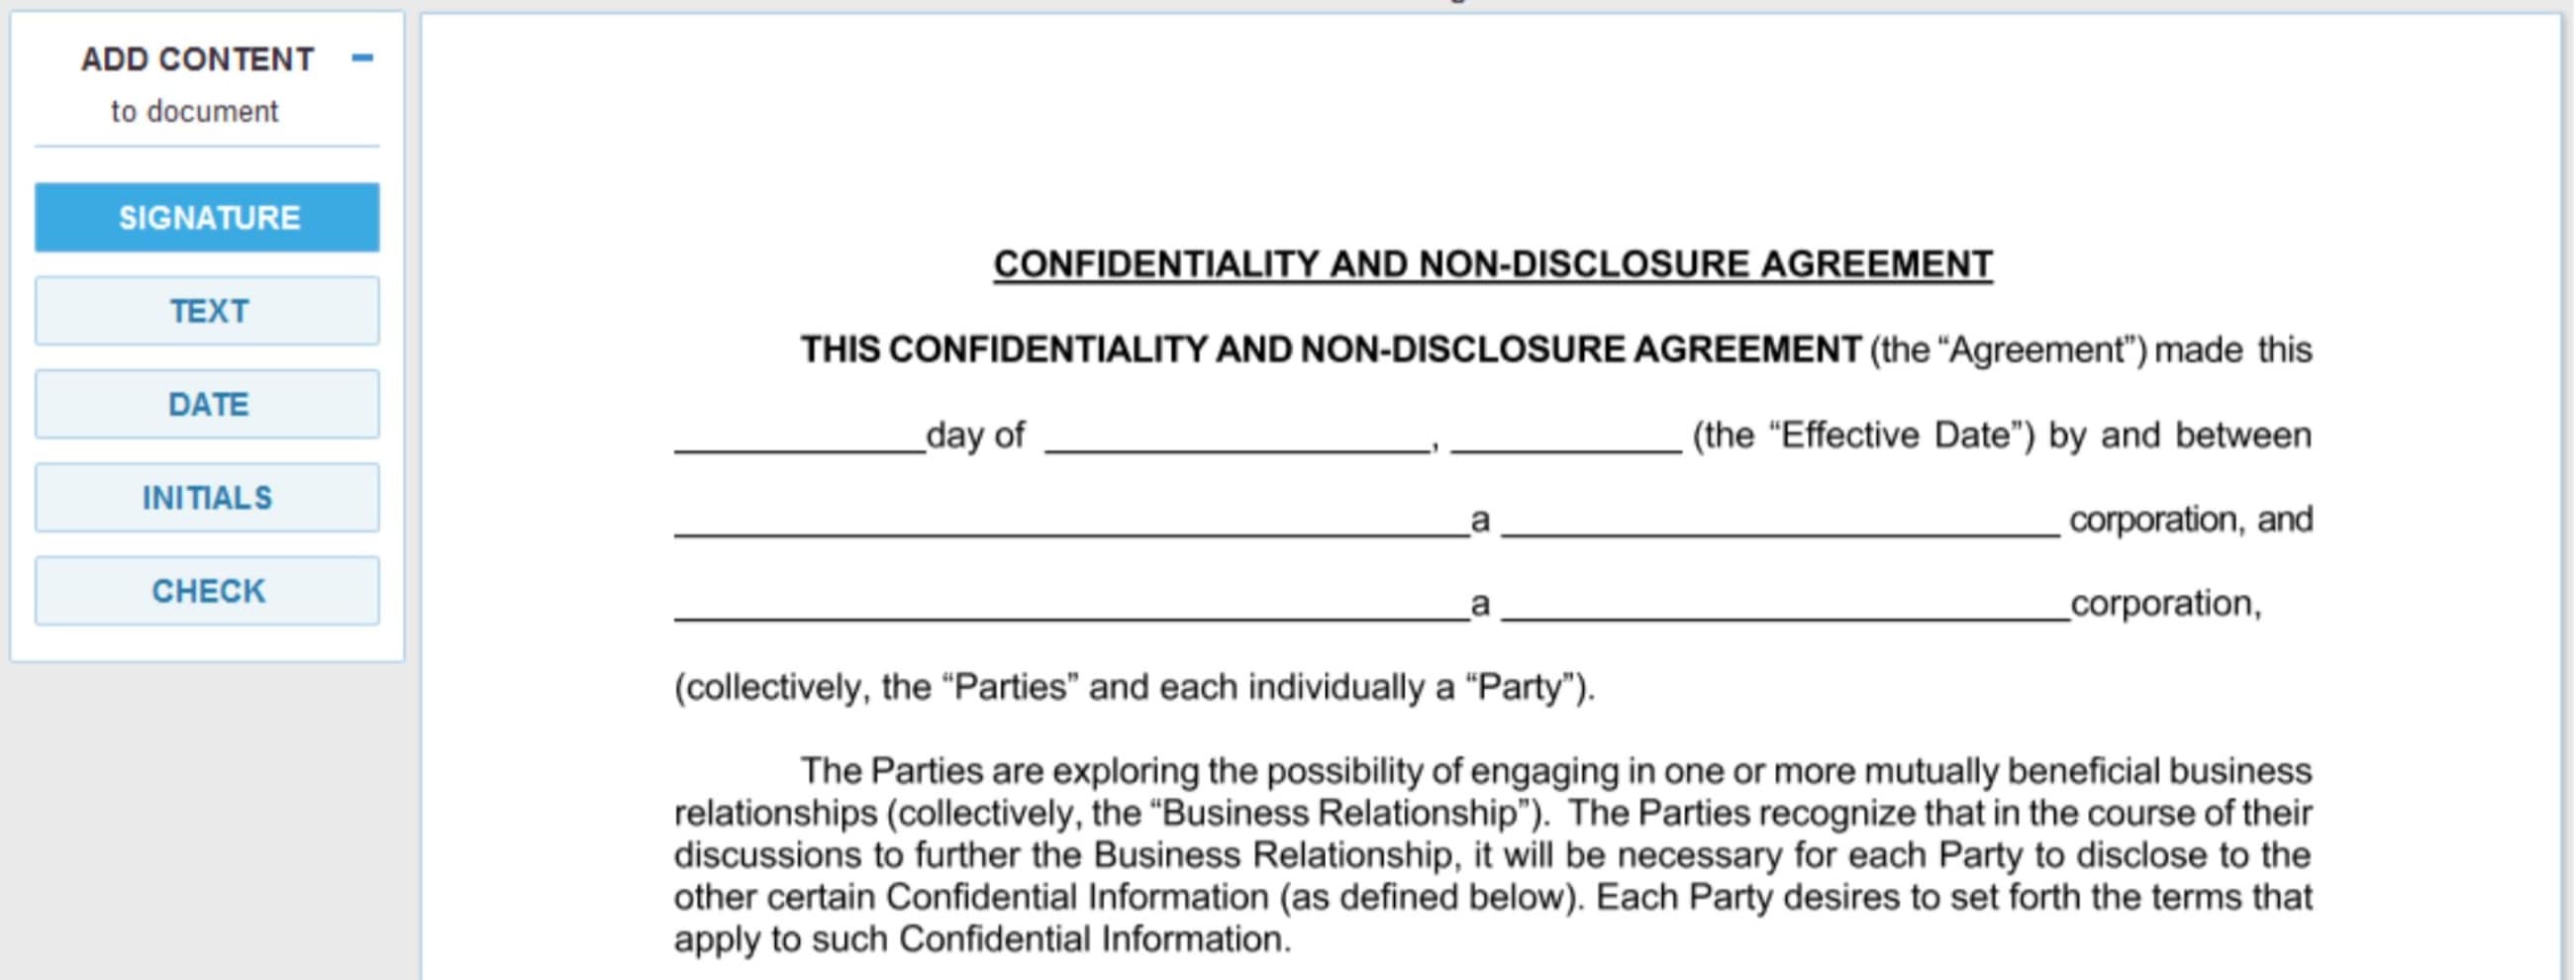 ADD CONTENT –
to document
SIGNATURE
TEXT
DATE
INITIALS
CHECK
CONFIDENTIALITY AND NON-DISCLOSURE AGREEMENT
THIS CONFIDENTIALITY AND NON-DISCLOSURE AGREEMENT (the “Agreement”) made this
____________day of ___________________, ___________ (the “Effective Date”) by and between
_______________________________________a ___________________________ corporation, and
_______________________________________a ____________________________corporation,
(collectively, the “Parties” and each individually a “Party”).
The Parties are exploring the possibility of engaging in one or more mutually beneficial business
relationships (collectively, the “Business Relationship”).  The Parties recognize that in the course of their
discussions to further the Business Relationship, it will be necessary for each Party to disclose to the
other certain Confidential Information (as defined below). Each Party desires to set forth the terms that
apply to such Confidential Information.